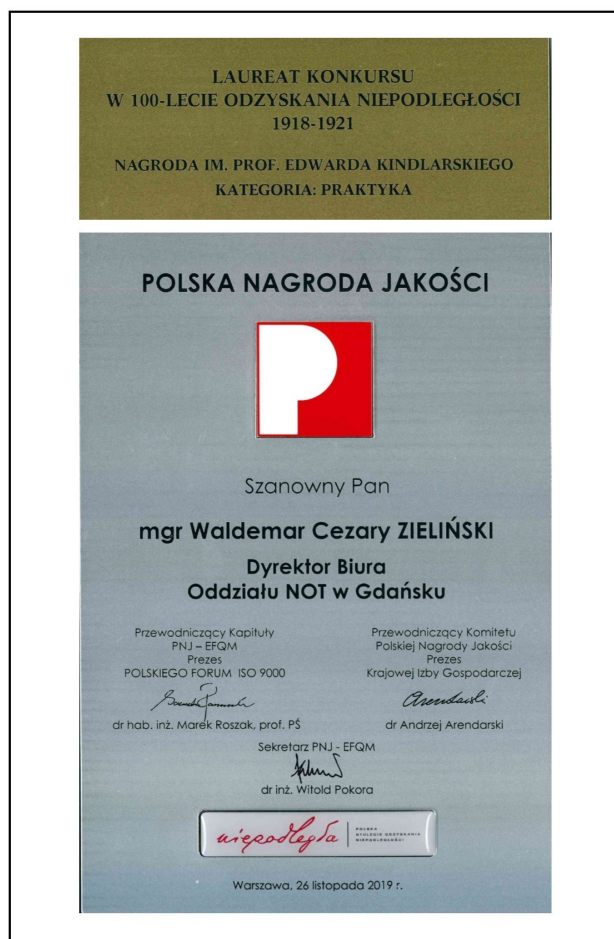 LAUREAT KONKURSU
W 100-LECIE ODZYSKANIA NIEPODLEGŁOŚCI
1918-1921
NAGRODA IM. PROF. EDWARDA KINDLARSKIEGO
KATEGORIA: PRAKTYKA
POLSKA NAGRODA JAKOŚCI
P
Szanowny Pan
mgr Waldemar Cezary ZIELIŃSKI
Dyrektor Biura
Oddziału NOT w Gdańsku
Przewodniczący Kapituły
PNJ – EFQM
Prezes
POLSKIEGO FORUM ISO 9000
dr hab. inż. Marek Roszak, prof. PŚ
Przewodniczący Komitetu
Polskiej Nagrody Jakości
Prezes
Krajowej Izby Gospodarczej
Arendarski
dr Andrzej Arendarski
Sekretarz PNJ - EFQM
dr inż. Witold Pokora
niepodległa
POLSKA
STULECIE ODZYSKANIA
NIEPODLEGŁOŚCI
Warszawa, 26 listopada 2019 r.